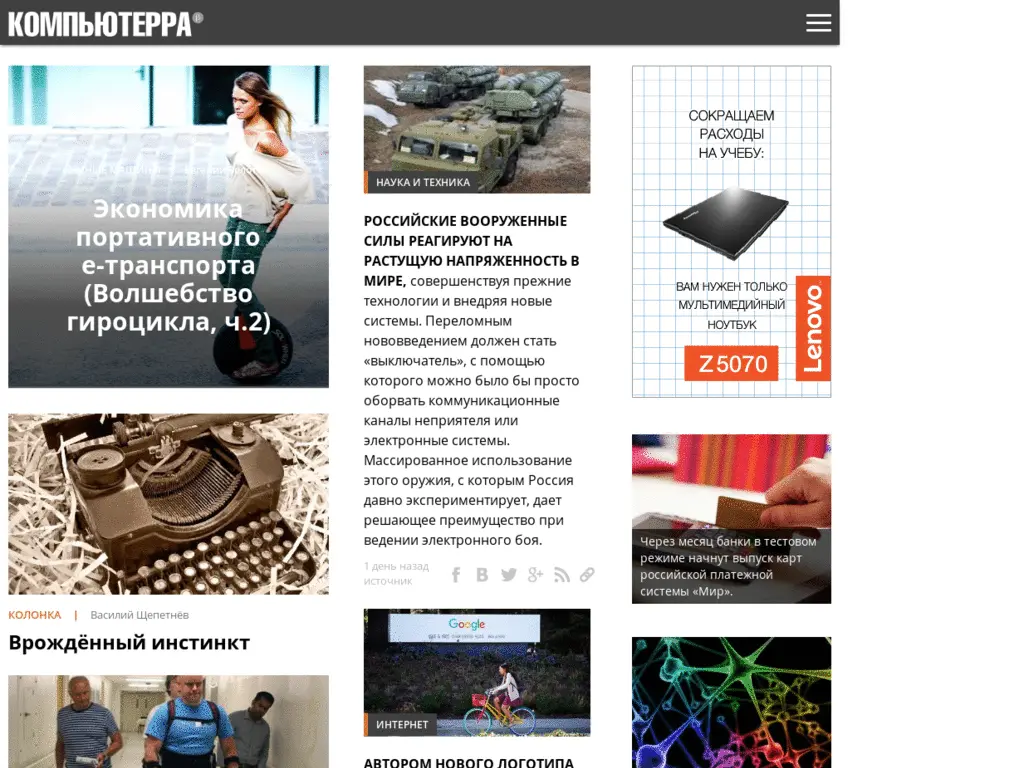 КОМПЬЮТЕРРА
Экономика
портативного
е-транспорта
(Волшебство
гироцикла, ч.2)
КОЛОНКА | Василий Щепетнёв
Врождённый инстинкт
НАУКА И ТЕХНИКА
РОССИЙСКИЕ ВООРУЖЕННЫЕ
СИЛЫ РЕАГИРУЮТ НА
РАСТУЩУЮ НАПРЯЖЕННОСТЬ В
МИРЕ, совершенствуя прежние
технологии и внедряя новые
системы. Переломным
нововведением должен стать
«выключатель», с помощью
которого можно было бы просто
оборвать коммуникационные
каналы неприятеля или
электронные системы.
Массированное использование
этого оружия, с которым Россия
давно экспериментирует, дает
решающее преимущество при
ведении электронного боя.
1 день назад
источник
Google
ИНТЕРНЕТ
АВТОРОМ НОВОГО ЛОГОТИПА
СОКРАЩАЕМ
РАСХОДЫ
НА УЧЕБУ:
ВАМ НУЖЕН ТОЛЬКО
МУЛЬТИМЕДИЙНЫЙ
НОУТБУК
Z5070
Lenovo
Через месяц банки в тестовом
режиме начнут выпуск карт
российской платежной
системы «Мир».